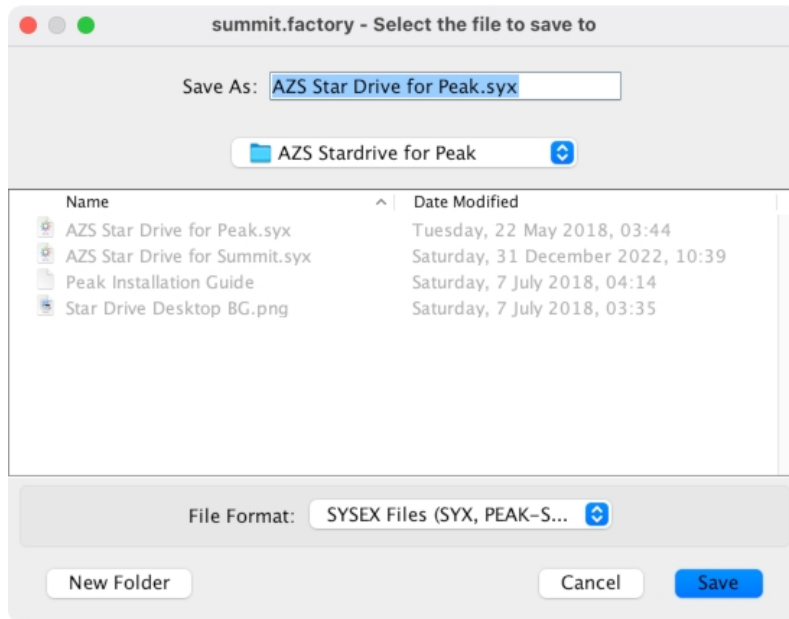 summit.factory - Select the file to save to
Save As: AZS Star Drive for Peak.syx
AZS Stardrive for Peak
Name Date Modified
AZS Star Drive for Peak.syx Tuesday, 22 May 2018, 03:44
AZS Star Drive for Summit.syx Saturday, 31 December 2022, 10:39
Peak Installation Guide Saturday, 7 July 2018, 04:14
Star Drive Desktop BG.png Saturday, 7 July 2018, 03:35
File Format: SYSEX Files (SYX, PEAK-S...
New Folder Cancel Save